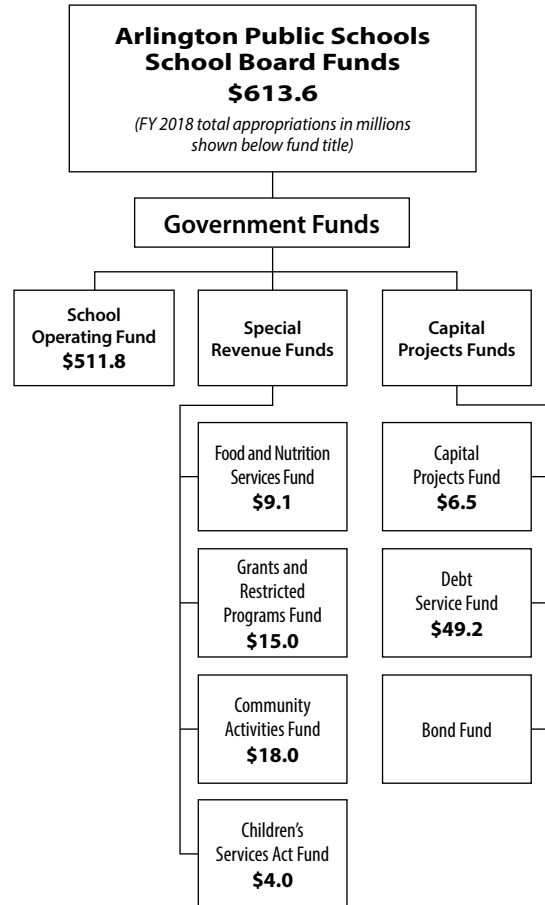 Arlington Public Schools
School Board Funds
$613.6
(FY 2018 total appropriations in millions
shown below fund title)
Government Funds
School
Operating Fund
$511.8
Special
Revenue Funds
Capital
Projects Funds
Food and Nutrition
Services Fund
$9.1
Grants and
Restricted
Programs Fund
$15.0
Community
Activities Fund
$18.0
Children's
Services Act Fund
$4.0
Capital
Projects Fund
$6.5
Debt
Service Fund
$49.2
Bond Fund